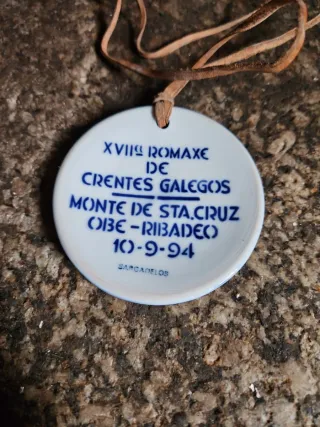 XVIIª ROMAXE
DE
CRENTES GALEGOS
MONTE DE STA.CRUZ
OBE-RIBADEO
10-9-94
SARGADELOS